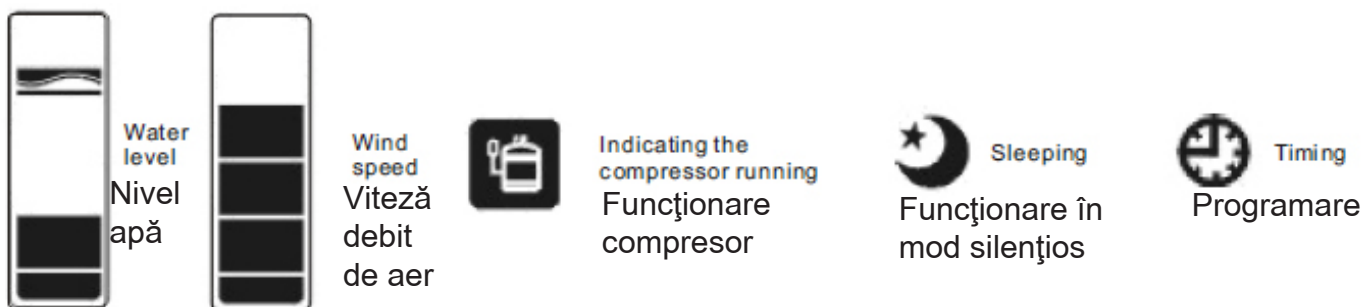 Water
level
Nivel
apă
Wind
speed
Viteză
debit
de aer
Indicating the
compressor running
Funcţionare
compresor
Sleeping
Funcţionare în
mod silenţios
Timing
Programare